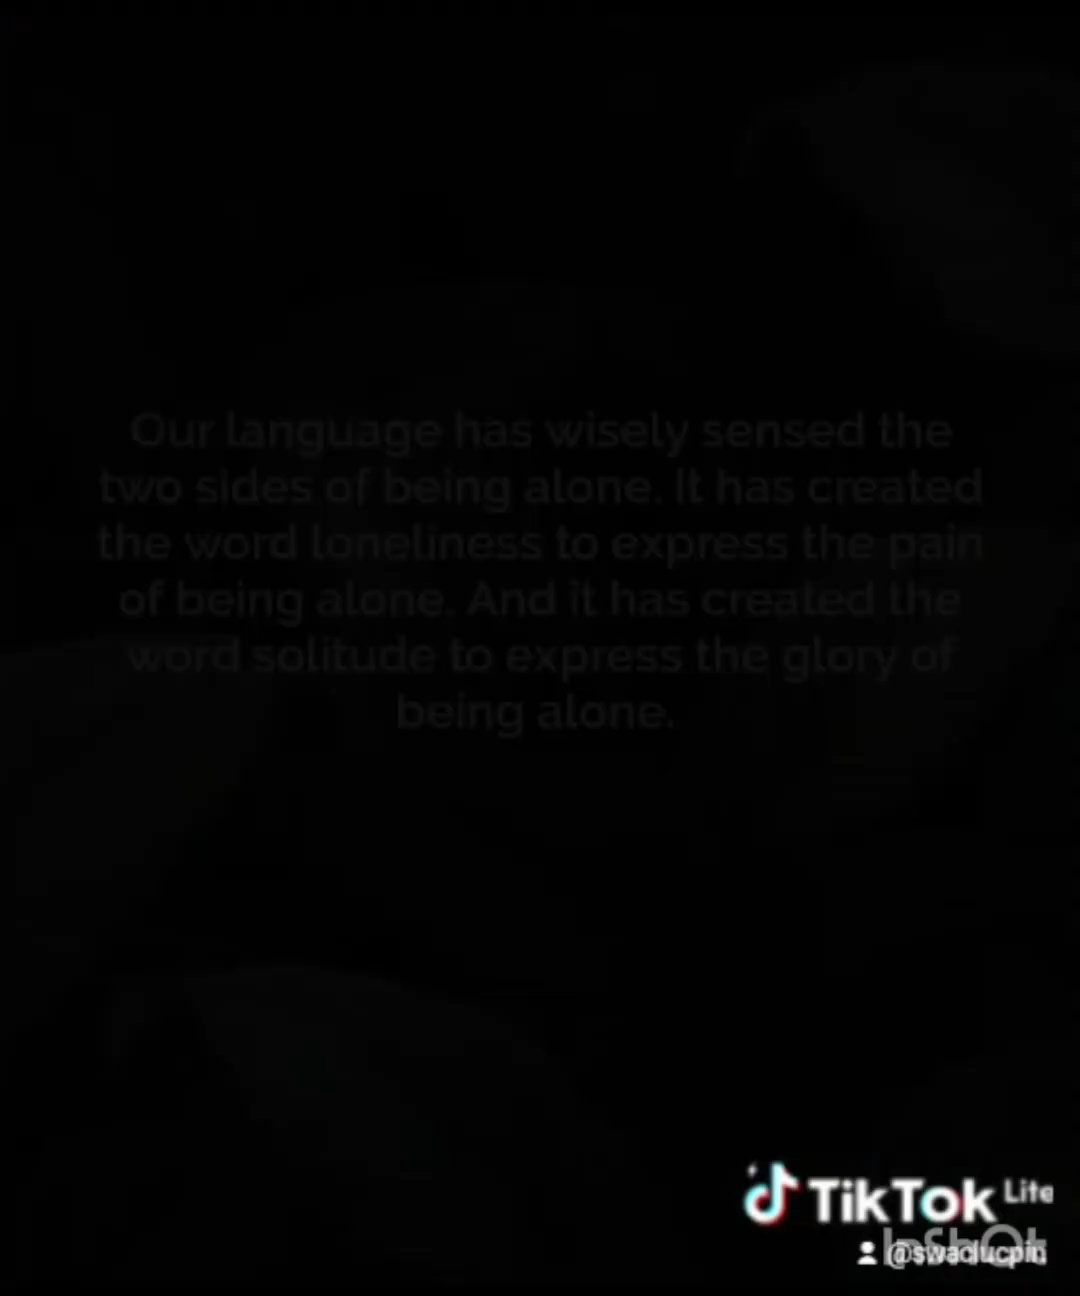 Our language has wisely sensed the
two sides of being alone. It has created
the word loneliness to express the pain
of being alone. And it has created the
word solitude to express the glory of
being alone.
TikTok Lite
InShOt